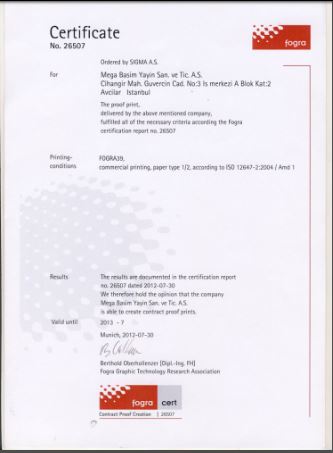 Certificate
No. 26507
fogra
Ordered by SIGMA A.S.
For
Mega Basim Yayin San. ve Tic. A.S.
Cihangir Mah. Guvercin Cad. No:3 Is merkezi A Blok Kat:2
Avcilar Istanbul
The proof print,
delivered by the above mentioned company,
fulfilled all of the necessary criteria according the Fogra
certification report no. 26507
Printing-
conditions
FOGRA39,
commercial printing, paper type 1/2, according to ISO 12647-2:2004 / Amd 1
Results
The results are documented in the certification report
no. 26507 dated 2012-07-30
We therefore hold the opinion that the company
Mega Basim Yayin San. ve Tic. A.S.
is able to create contract proof prints.
Valid until
2013 - 7
Munich, 2012-07-30
Berthold Oberhollenzer [Dipl.-Ing. FH]
Fogra Graphic Technology Research Association
fogra cert
Contract Proof Creation 26507